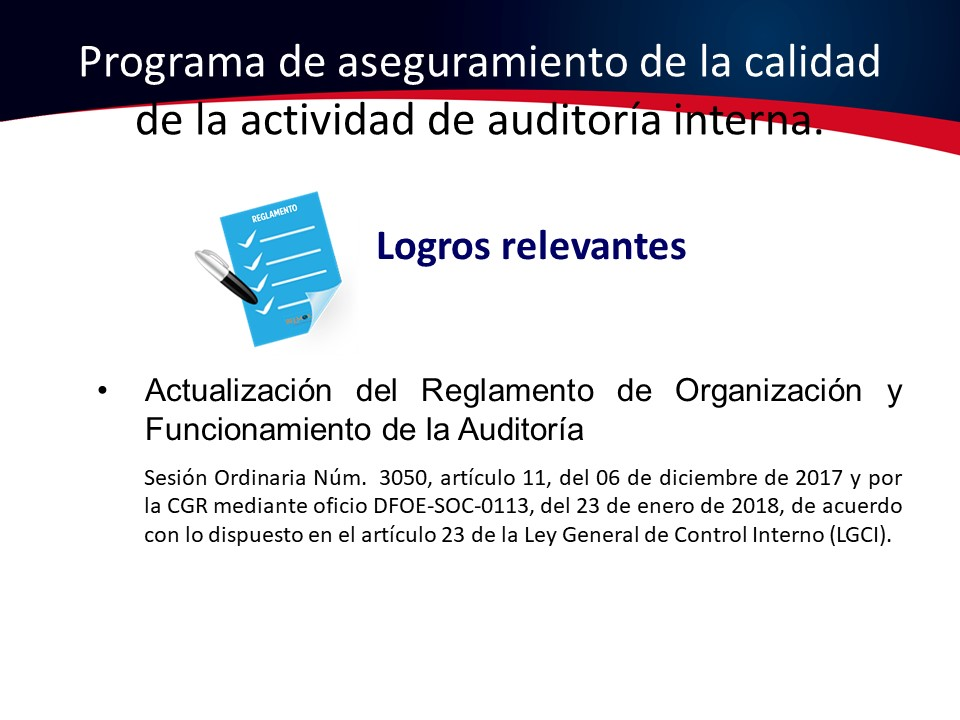 Programa de aseguramiento de la calidad
de la actividad de auditoría interna.
REGLAMENTO
Logros relevantes
• Actualización del Reglamento de Organización y
Funcionamiento de la Auditoría
Sesión Ordinaria Núm. 3050, artículo 11, del 06 de diciembre de 2017 y por
la CGR mediante oficio DFOE-SOC-0113, del 23 de enero de 2018, de acuerdo
con lo dispuesto en el artículo 23 de la Ley General de Control Interno (LGCI).